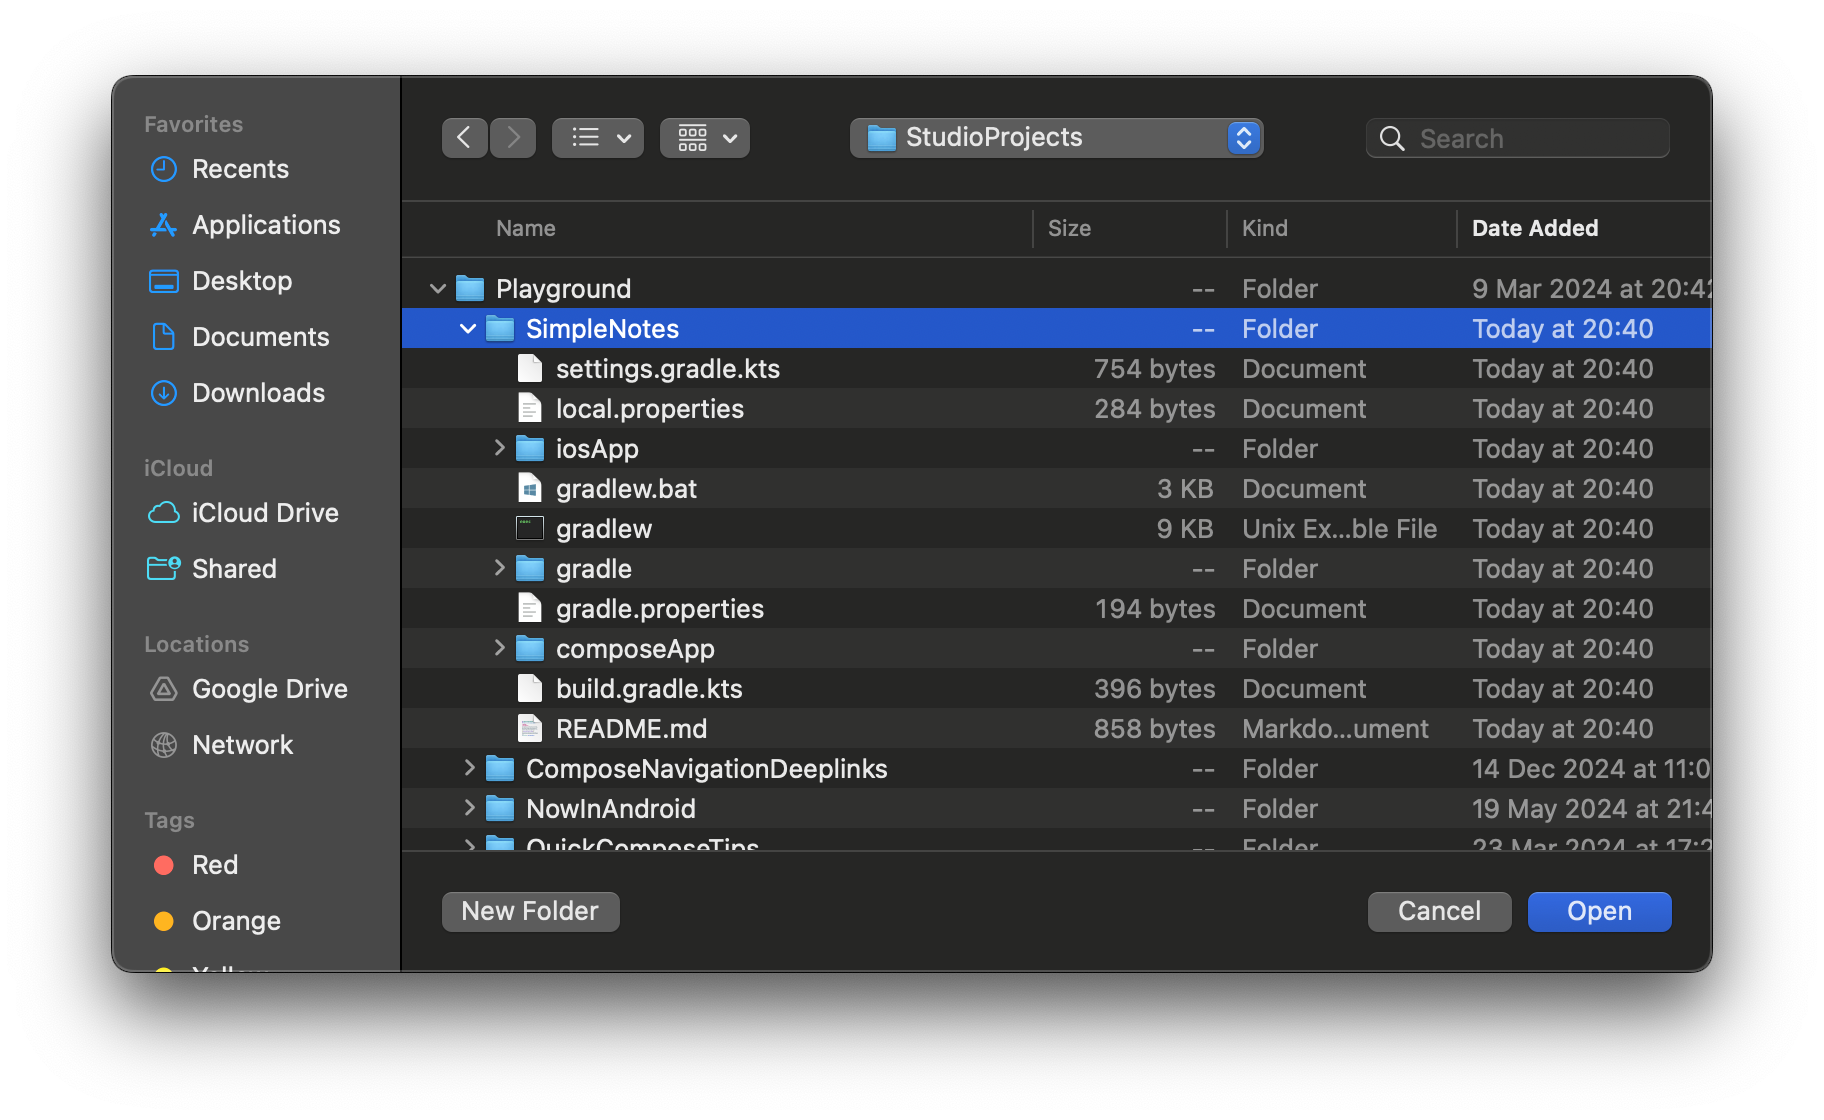 Favorites
Recents
Applications
Desktop
Documents
Downloads
iCloud
iCloud Drive
Shared
Locations
Google Drive
Network
Tags
Red
Orange
Yellow
StudioProjects
Search
Name Size Kind Date Added
Playground -- Folder 9 Mar 2024 at 20:42
SimpleNotes -- Folder Today at 20:40
settings.gradle.kts 754 bytes Document Today at 20:40
local.properties 284 bytes Document Today at 20:40
iosApp -- Folder Today at 20:40
gradlew.bat 3 KB Document Today at 20:40
gradlew 9 KB Unix Ex...ble File Today at 20:40
gradle -- Folder Today at 20:40
gradle.properties 194 bytes Document Today at 20:40
composeApp -- Folder Today at 20:40
build.gradle.kts 396 bytes Document Today at 20:40
README.md 858 bytes Markdo...ument Today at 20:40
ComposeNavigationDeeplinks -- Folder 14 Dec 2024 at 11:0
NowInAndroid -- Folder 19 May 2024 at 21:4
QuickComposeTips -- Folder 23 Mar 2024 at 17:2
New Folder Cancel Open